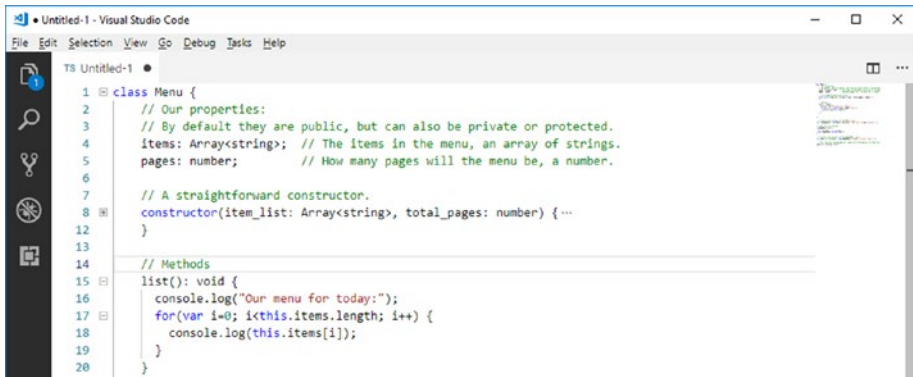 ● Untitled-1 - Visual Studio Code
File Edit Selection View Go Debug Tasks Help
1
TS Untitled-1 ●
1 class Menu {
2 // Our properties:
3 // By default they are public, but can also be private or protected.
4 items: Array<string>; // The items in the menu, an array of strings.
5 pages: number; // How many pages will the menu be, a number.
6
7 // A straightforward constructor.
8 constructor(item_list: Array<string>, total_pages: number) {…
12 }
13
14 // Methods
15 list(): void {
16 console.log("Our menu for today:");
17 for(var i=0; i<this.items.length; i++) {
18 console.log(this.items[i]);
19 }
20 }